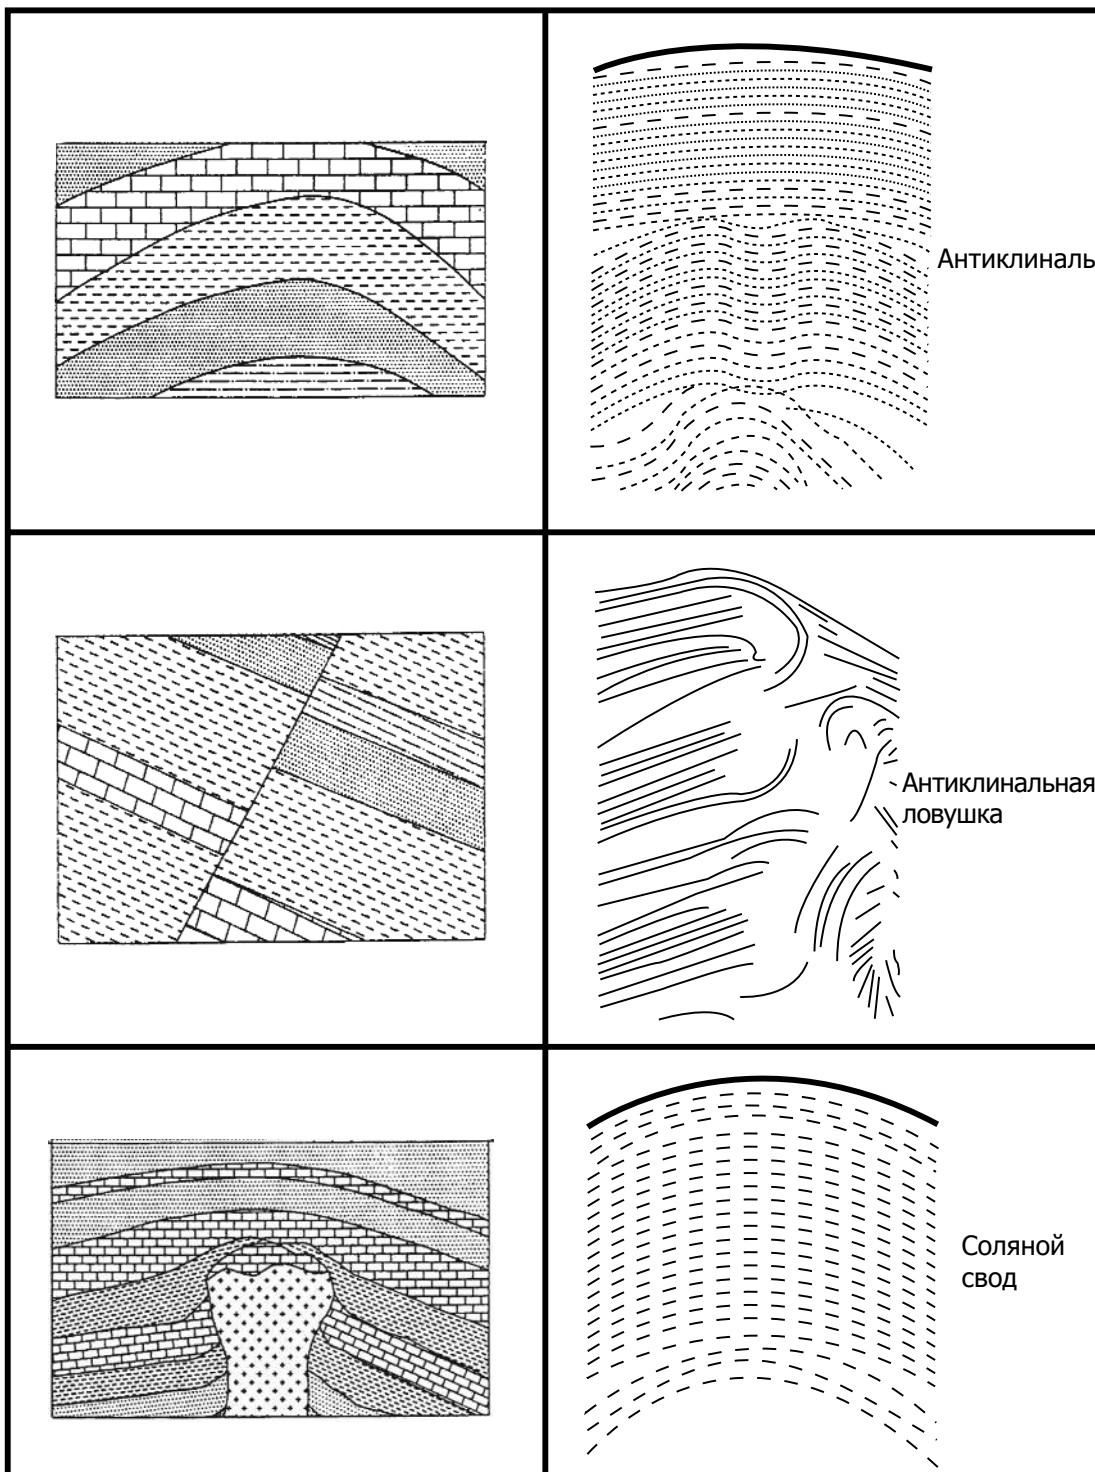 Антиклиналь
Антиклинальная
ловушка
Соляной
свод